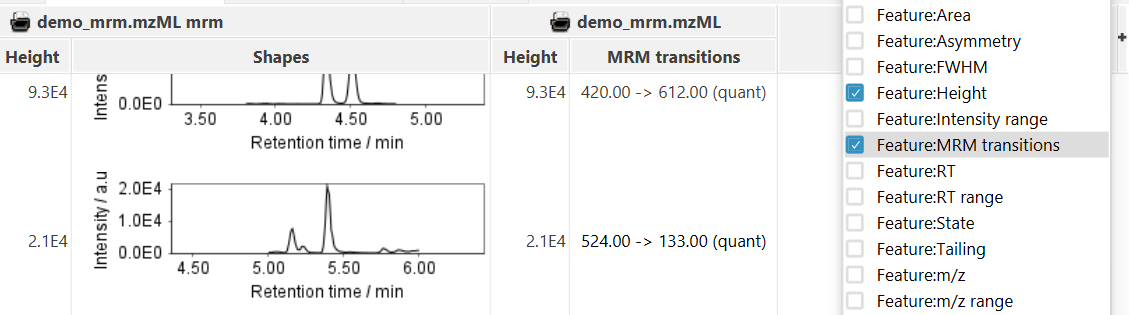 demo_mrm.mzML mrm
demo_mrm.mzML
Height
Shapes
Height
MRM transitions
9.3E4
Intens
0.0E0
3.50 4.00 4.50 5.00
Retention time / min
9.3E4
420.00 -> 612.00 (quant)
2.1E4
Intensity / a.u
2.0E4
1.0E4
0.0E0
4.50 5.00 5.50 6.00
Retention time / min
2.1E4
524.00 -> 133.00 (quant)
Feature:Area
Feature:Asymmetry
Feature:FWHM
Feature:Height
Feature:Intensity range
Feature:MRM transitions
Feature:RT
Feature:RT range
Feature:State
Feature:Tailing
Feature:m/z
Feature:m/z range
+